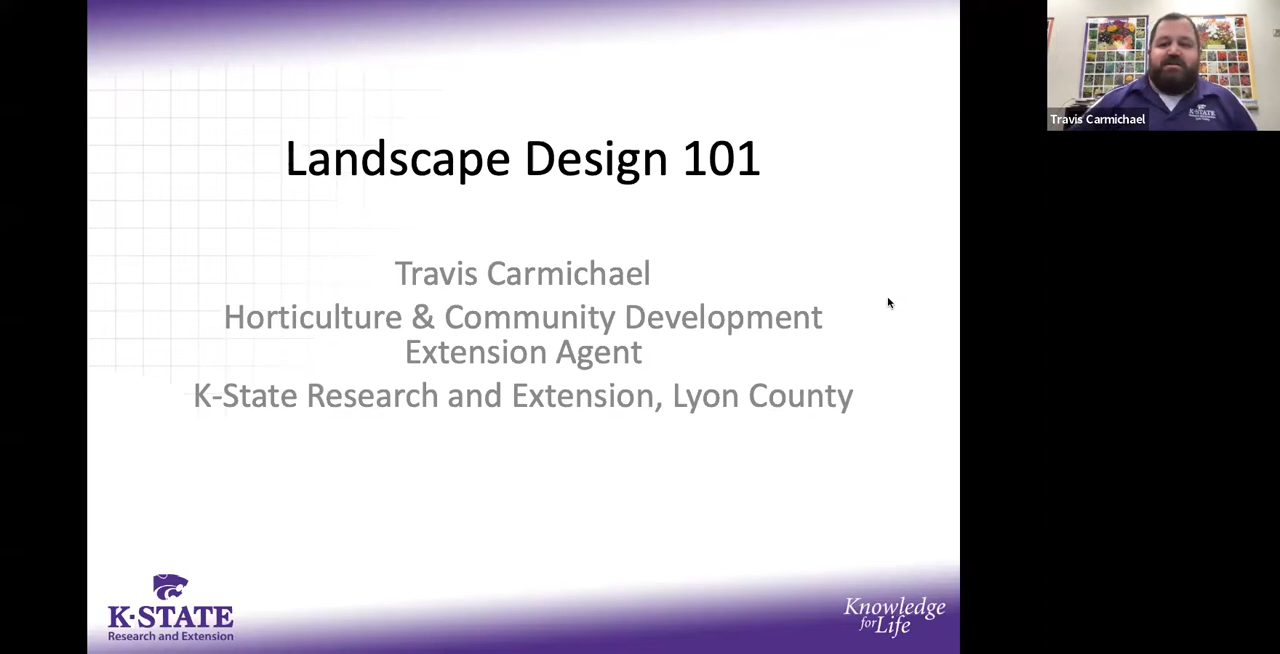 Landscape Design 101
Travis Carmichael
Horticulture & Community Development
Extension Agent
K-State Research and Extension, Lyon County
K-STATE
Research and Extension
Knowledge
for Life
Travis Carmichael
K-STATE